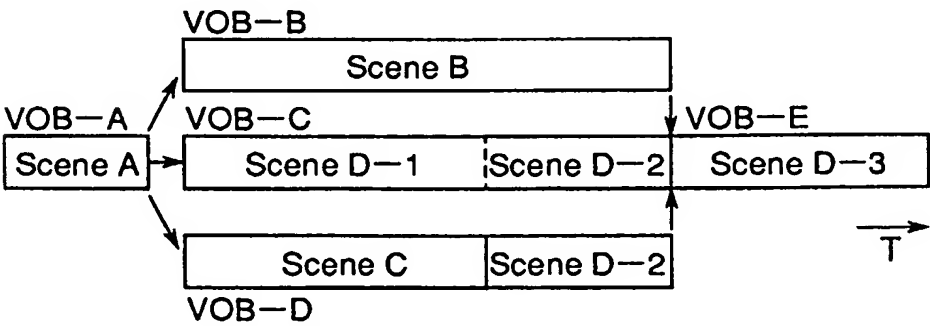 VOB—B
Scene B
VOB—A
VOB—C
VOB—E
Scene A
Scene D—1
Scene D—2
Scene D—3
T
Scene C
Scene D—2
VOB—D